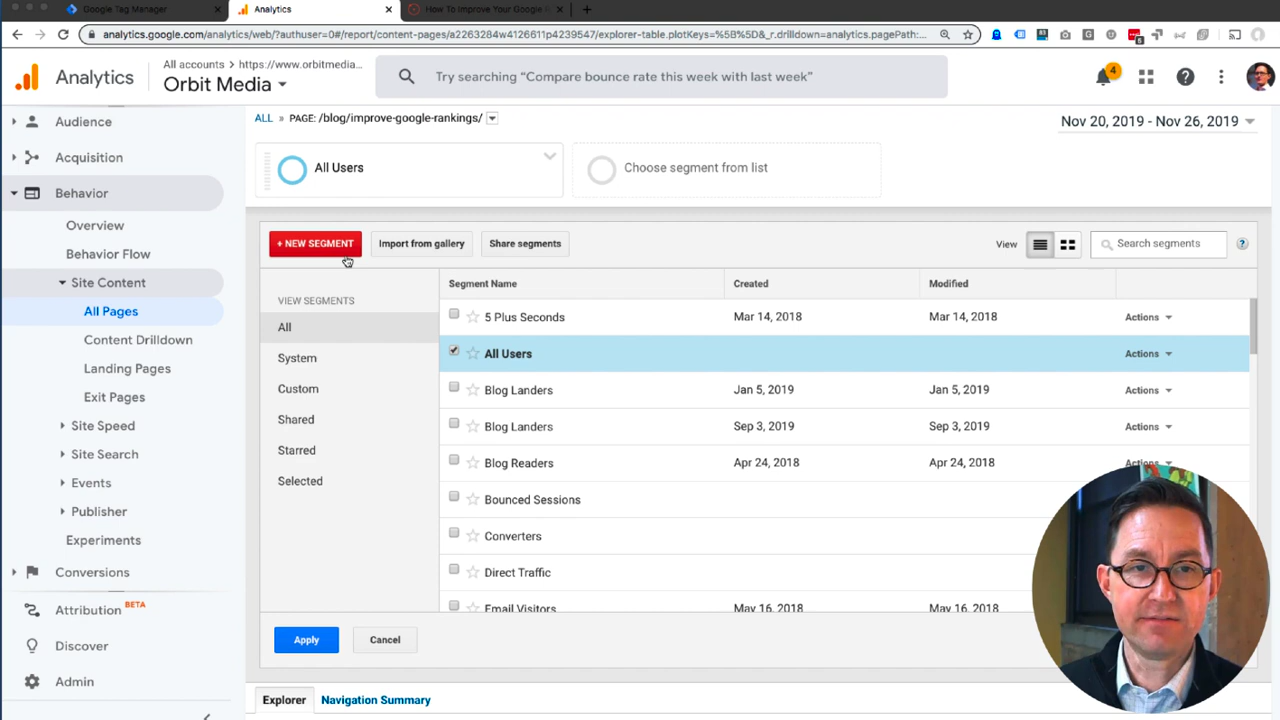 Google Tag Manager
Analytics
How To Improve Your Google
analytics.google.com/analytics/web/?authuser=0#/report/content-pages/a2263284w4126611p4239547/explorer-table.plotKeys=%5B%5D&_r.drilldown=analytics.pagePath:...
Analytics
All accounts > https://www.orbitmedia...
Orbit Media
Try searching "Compare bounce rate this week with last week"
4
Audience
Acquisition
Behavior
Overview
Behavior Flow
Site Content
All Pages
Content Drilldown
Landing Pages
Exit Pages
Site Speed
Site Search
Events
Publisher
Experiments
Conversions
Attribution BETA
Discover
Admin
ALL » PAGE: /blog/improve-google-rankings/
Nov 20, 2019 - Nov 26, 2019
All Users
Choose segment from list
+ NEW SEGMENT
Import from gallery
Share segments
View
Search segments
?
VIEW SEGMENTS
All
System
Custom
Shared
Starred
Selected
Segment Name Created Modified
5 Plus Seconds Mar 14, 2018 Mar 14, 2018 Actions
All Users Actions
Blog Landers Jan 5, 2019 Jan 5, 2019 Actions
Blog Landers Sep 3, 2019 Sep 3, 2019 Actions
Blog Readers Apr 24, 2018 Apr 24, 2018 Actions
Bounced Sessions
Converters
Direct Traffic
Email Visitors May 16, 2018 May 16, 2018
Apply
Cancel
Explorer
Navigation Summary